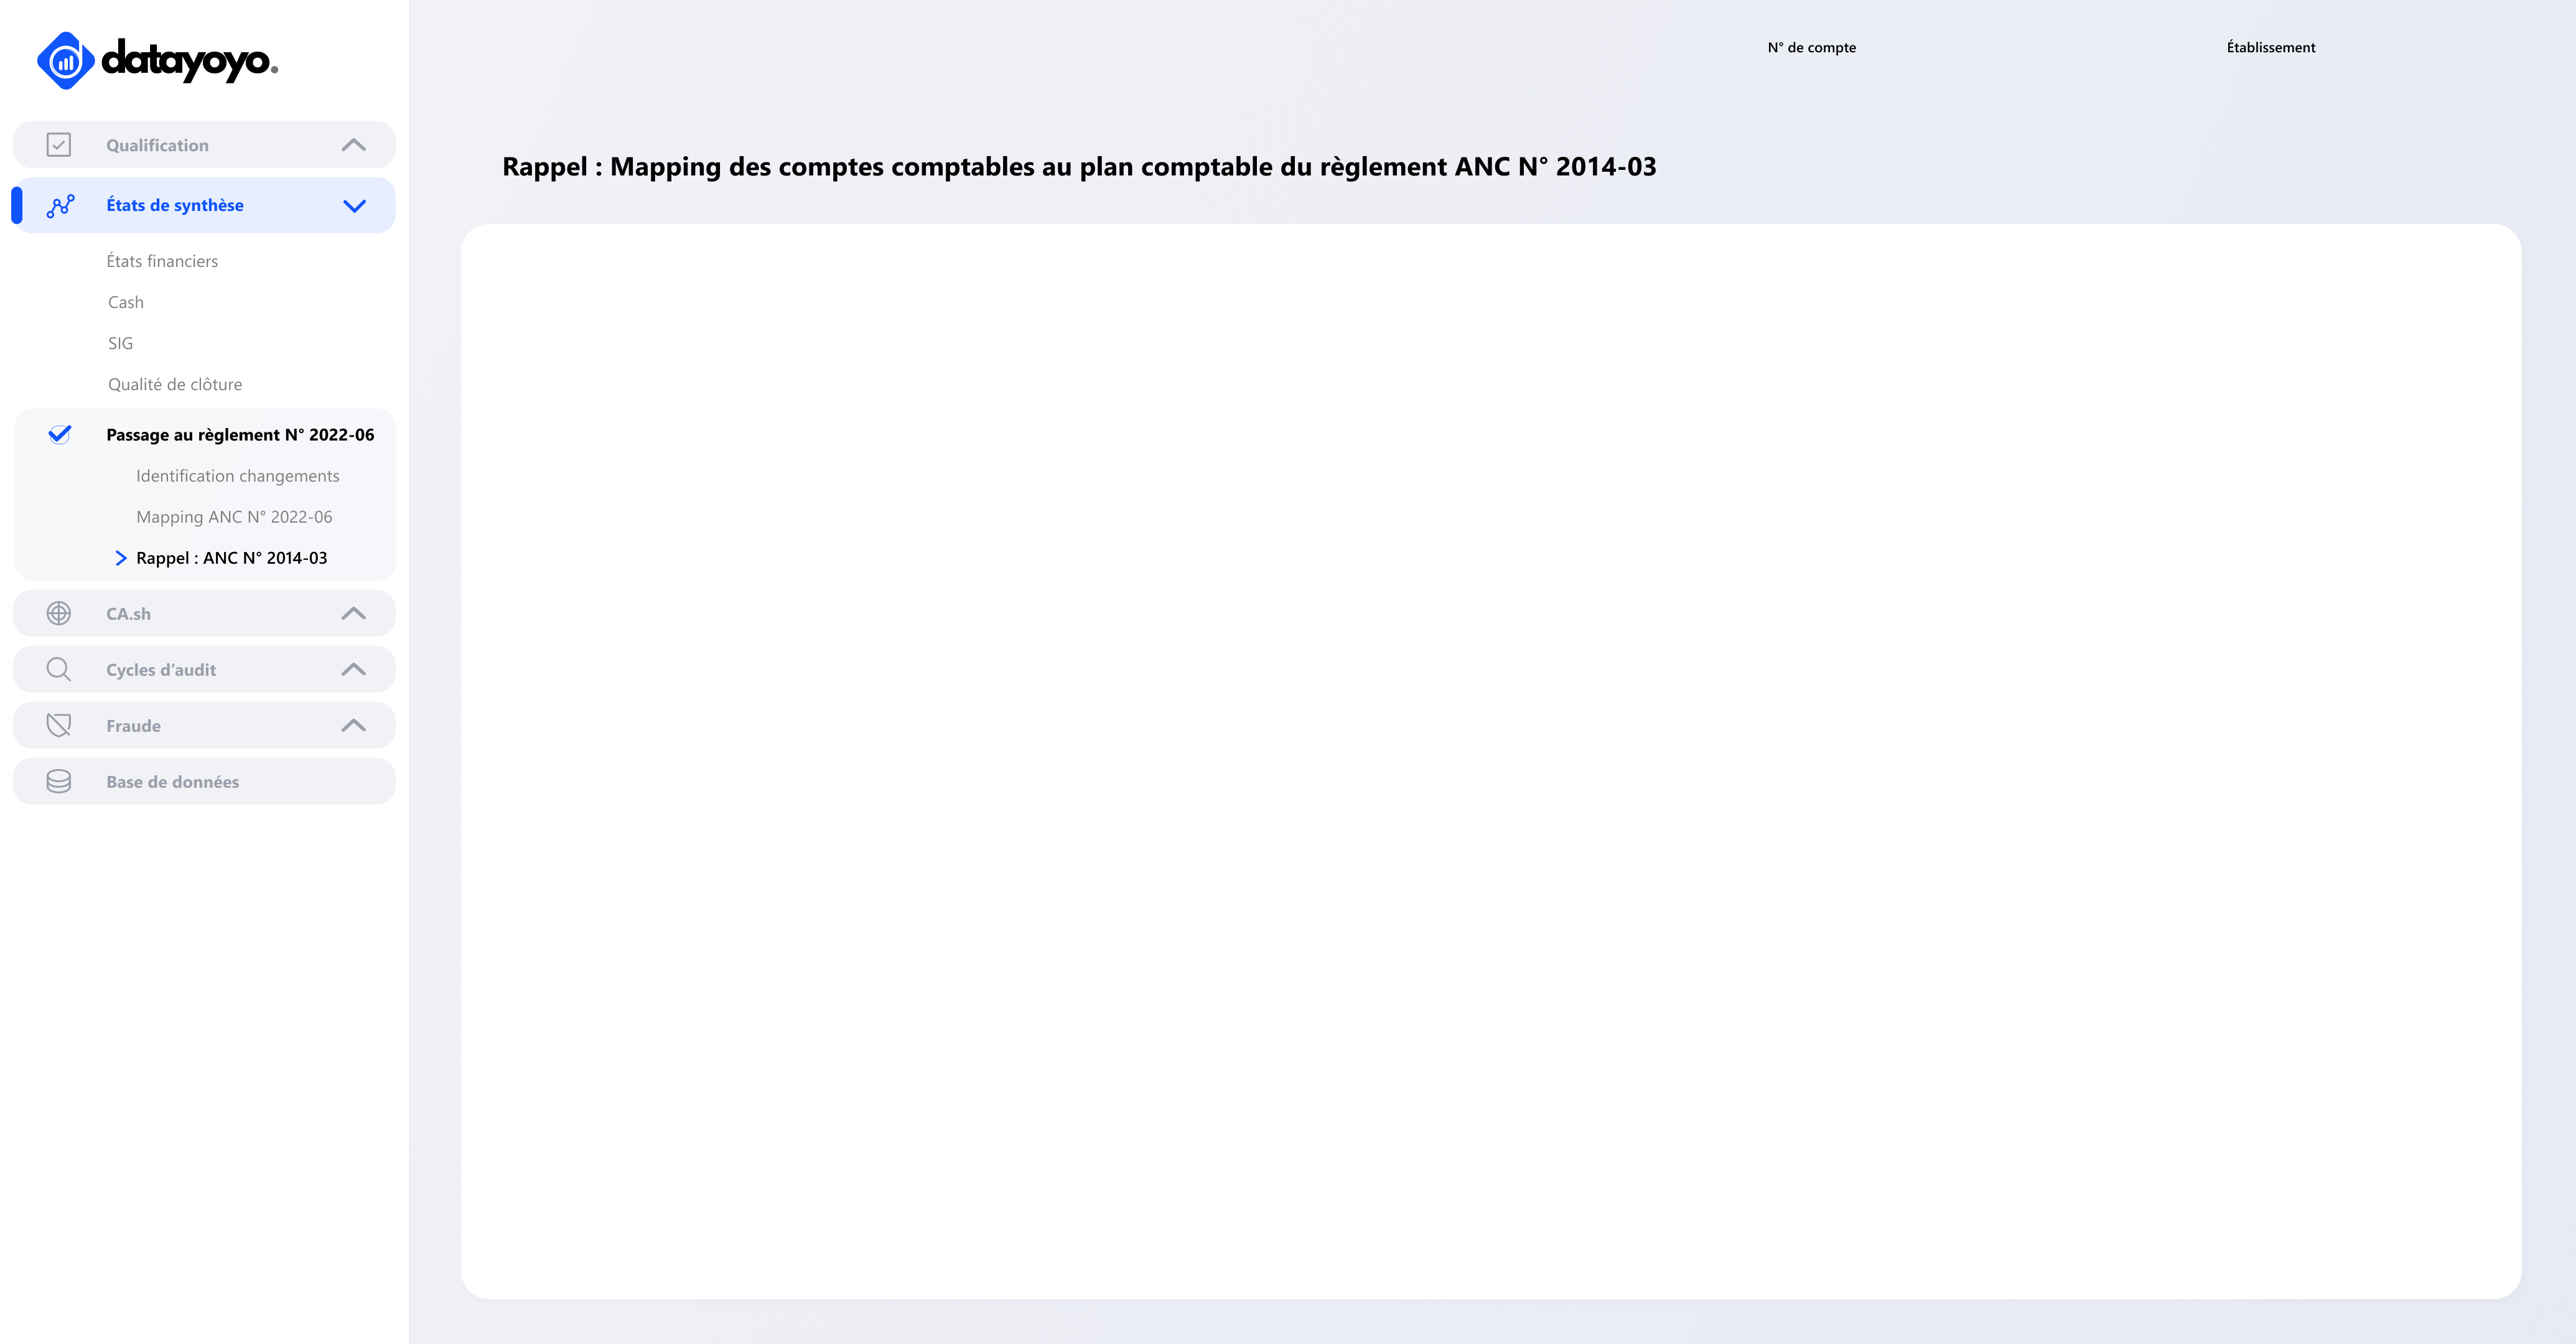 datayoyo.
N° de compte
Établissement
Qualification
Rappel : Mapping des comptes comptables au plan comptable du règlement ANC N° 2014-03
États de synthèse
États financiers
Cash
SIG
Qualité de clôture
Passage au règlement N° 2022-06
Identification changements
Mapping ANC N° 2022-06
Rappel : ANC N° 2014-03
CA.sh
Cycles d’audit
Fraude
Base de données